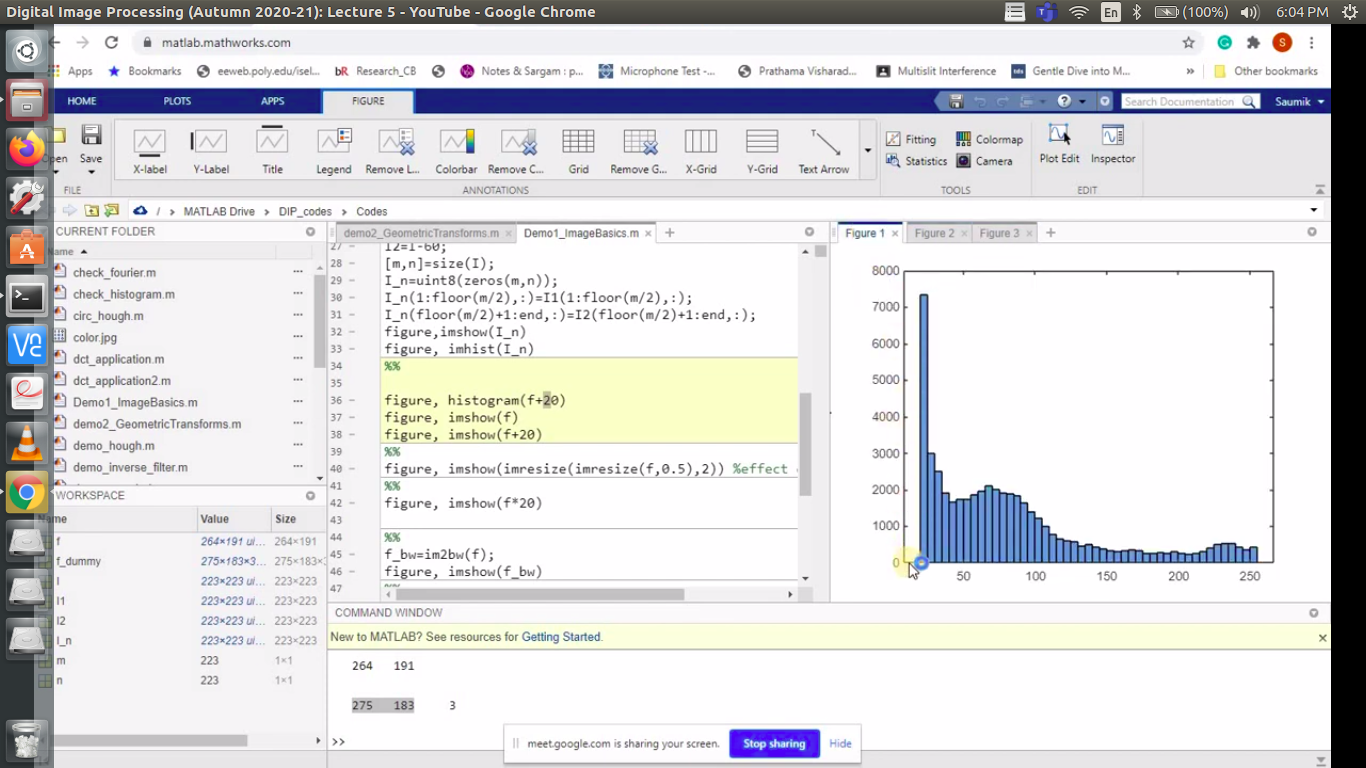 Digital Image Processing (Autumn 2020-21): Lecture 5 - YouTube - Google Chrome
En
(100%)
6:04 PM
matlab.mathworks.com
S
Apps
Bookmarks
eeweb.poly.edu/isel...
bR Research_CB
Notes & Sargam : p...
Microphone Test -...
Prathama Visharad...
Multislit Interference
Gentle Dive into M...
»
Other bookmarks
HOME
PLOTS
APPS
FIGURE
Search Documentation
Saumik
Open
Save
X-label
Y-Label
Title
Legend
Remove L...
Colorbar
Remove C...
Grid
Remove G...
X-Grid
Y-Grid
Text Arrow
Fitting
Statistics
Colormap
Camera
Plot Edit
Inspector
FILE
ANNOTATIONS
TOOLS
EDIT
/ MATLAB Drive DIP_codes Codes
CURRENT FOLDER
Name
check_fourier.m
check_histogram.m
circ_hough.m
color.jpg
dct_application.m
dct_application2.m
Demo1_ImageBasics.m
demo2_GeometricTransforms.m
demo_hough.m
demo_inverse_filter.m
WORKSPACE
Name Value Size
f 264×191 ui... 264×191
f_dummy 275×183×3... 275×183×
I 223×223 ui... 223×223
I1 223×223 ui... 223×223
I2 223×223 ui... 223×223
I_n 223×223 ui... 223×223
m 223 1×1
n 223 1×1
demo2_GeometricTransforms.m × Demo1_ImageBasics.m × +
27 I2=I-60;
28 [m,n]=size(I);
29 I_n=uint8(zeros(m,n));
30 I_n(1:floor(m/2),:)=I1(1:floor(m/2),:);
31 I_n(floor(m/2)+1:end,:)=I2(floor(m/2)+1:end,:);
32 figure,imshow(I_n)
33 figure, imhist(I_n)
34 %%
35
36 figure, histogram(f+20)
37 figure, imshow(f)
38 figure, imshow(f+20)
39 %%
40 figure, imshow(imresize(imresize(f,0.5),2)) %effect
41 %%
42 figure, imshow(f*20)
43
44 %%
45 f_bw=im2bw(f);
46 figure, imshow(f_bw)
47 %%
Figure 1 × Figure 2 × Figure 3 × +
8000
7000
6000
5000
4000
3000
2000
1000
0
50 100 150 200 250
COMMAND WINDOW
New to MATLAB? See resources for Getting Started.
264 191
275 183 3
>>
meet.google.com is sharing your screen. Stop sharing Hide